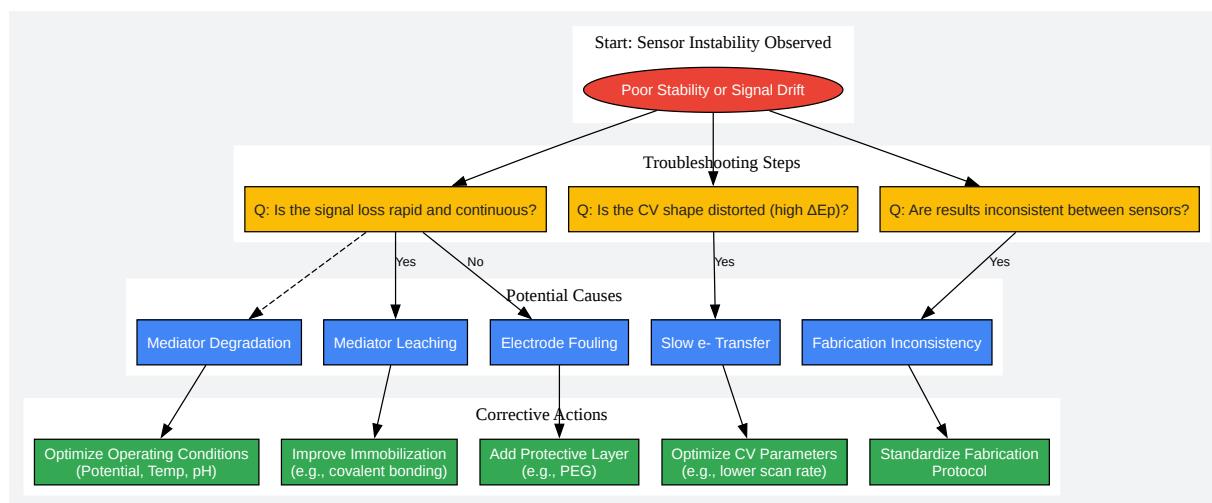 Start: Sensor Instability Observed
Poor Stability or Signal Drift
Troubleshooting Steps
Q: Is the signal loss rapid and continuous?
Q: Is the CV shape distorted (high ΔEp)?
Q: Are results inconsistent between sensors?
Yes
No
Yes
Yes
Potential Causes
Mediator Degradation
Mediator Leaching
Electrode Fouling
Slow e- Transfer
Fabrication Inconsistency
Corrective Actions
Optimize Operating Conditions
(Potential, Temp, pH)
Improve Immobilization
(e.g., covalent bonding)
Add Protective Layer
(e.g., PEG)
Optimize CV Parameters
(e.g., lower scan rate)
Standardize Fabrication
Protocol